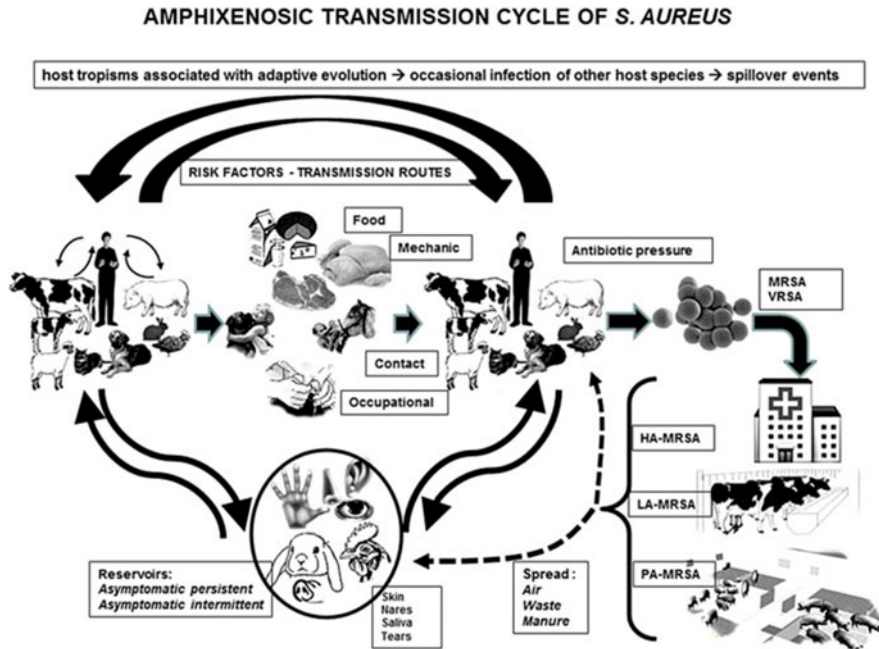 AMPHIXENOSIC TRANSMISSION CYCLE OF S. AUREUS
host tropisms associated with adaptive evolution → occasional infection of other host species → spillover events
RISK FACTORS - TRANSMISSION ROUTES
Food
Mechanic
Antibiotic pressure
MRSA
VRSA
Contact
Occupational
HA-MRSA
LA-MRSA
PA-MRSA
Reservoirs:
Asymptomatic persistent
Asymptomatic intermittent
Skin
Nares
Saliva
Tears
Spread :
Air
Waste
Manure